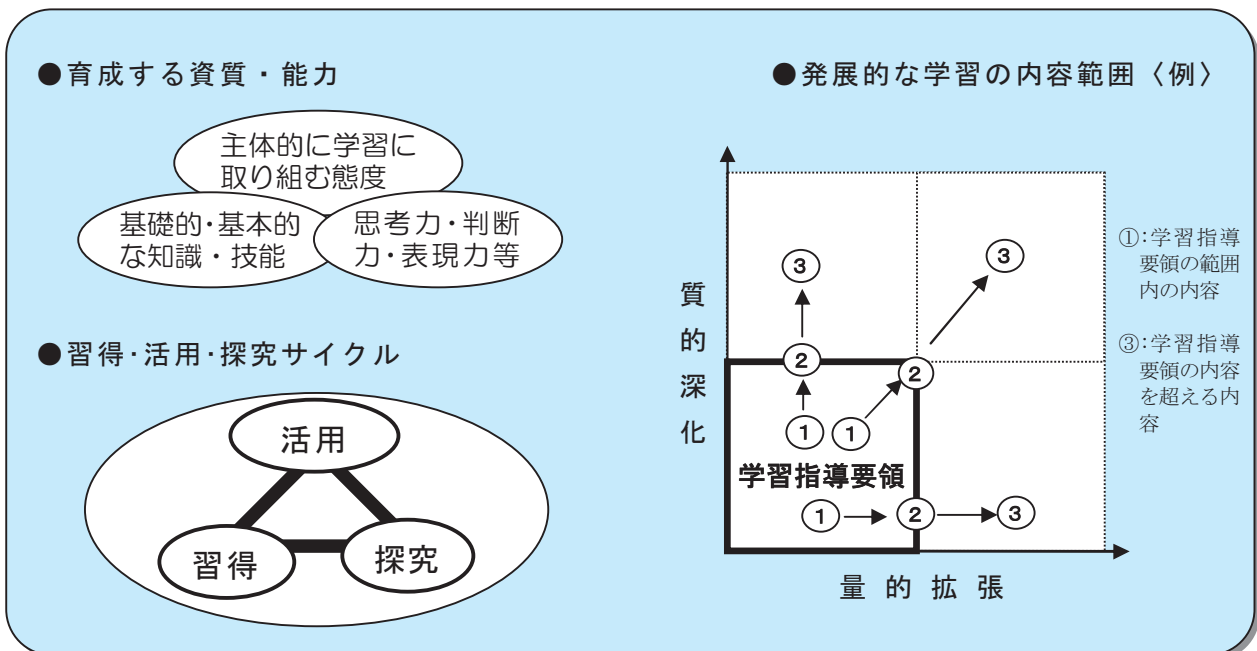 ●育成する資質・能力
主体的に学習に
取り組む態度
基礎的・基本的
な知識・技能
思考力・判断
力・表現力等
●習得・活用・探究サイクル
活用
習得
探究
●発展的な学習の内容範囲〈例〉
質的深化
③
③
②
②
①
①
学習指導要領
①
②
③
量的拡張
①:学習指導
要領の範囲
内の内容
③:学習指導
要領の内容
を超える内
容